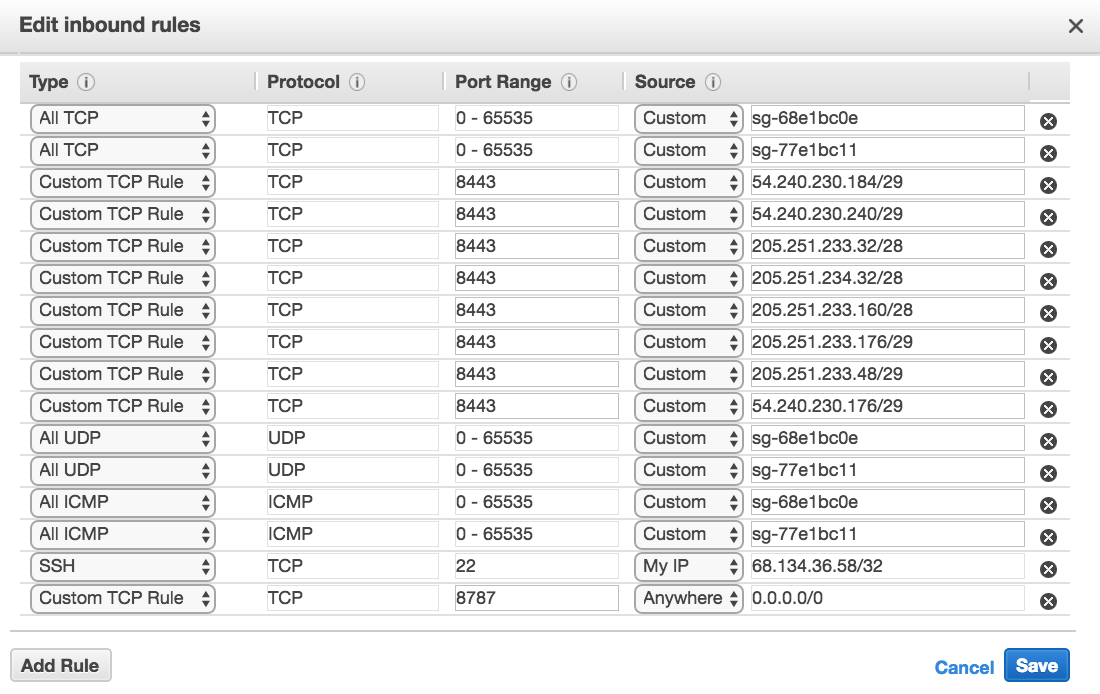 Edit inbound rules
Type Protocol Port Range Source
All TCP TCP 0 - 65535 Custom sg-68e1bc0e
All TCP TCP 0 - 65535 Custom sg-77e1bc11
Custom TCP Rule TCP 8443 Custom 54.240.230.184/29
Custom TCP Rule TCP 8443 Custom 54.240.230.240/29
Custom TCP Rule TCP 8443 Custom 205.251.233.32/28
Custom TCP Rule TCP 8443 Custom 205.251.234.32/28
Custom TCP Rule TCP 8443 Custom 205.251.233.160/28
Custom TCP Rule TCP 8443 Custom 205.251.233.176/29
Custom TCP Rule TCP 8443 Custom 205.251.233.48/29
Custom TCP Rule TCP 8443 Custom 54.240.230.176/29
All UDP UDP 0 - 65535 Custom sg-68e1bc0e
All UDP UDP 0 - 65535 Custom sg-77e1bc11
All ICMP ICMP 0 - 65535 Custom sg-68e1bc0e
All ICMP ICMP 0 - 65535 Custom sg-77e1bc11
SSH TCP 22 My IP 68.134.36.58/32
Custom TCP Rule TCP 8787 Anywhere 0.0.0.0/0
Add Rule Cancel Save